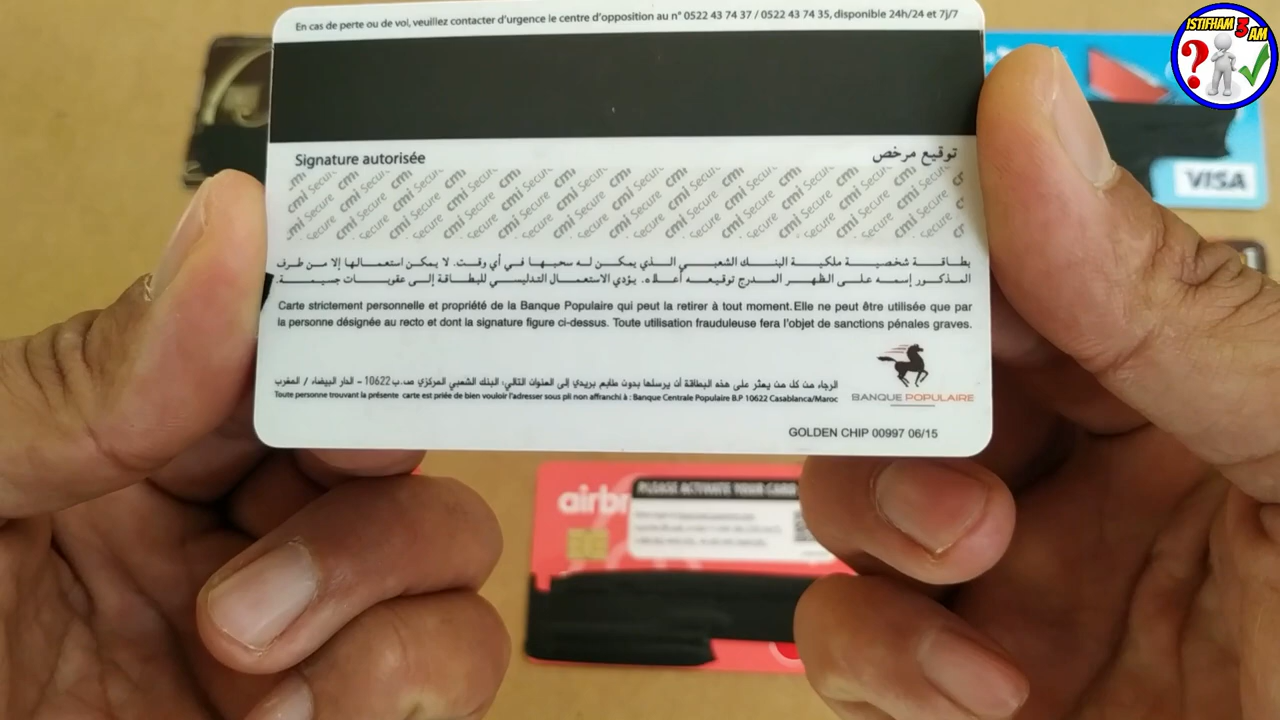 En cas de perte ou de vol, veuillez contacter d'urgence le centre d'opposition au n° 0522 43 74 37 / 0522 43 74 35, disponible 24h/24 et 7j/7
ISTIFHAM 3 AM
Signature autorisée
توقيع مرخص
cmi Secure cmi Secure cmi Secure
VISA
بطاقة شخصية ملكية البنك الشعبي الذي يمكن له سحبها في أي وقت. لا يمكن استعمالها إلا من طرف
المذكور إسمه على الظهر المدرج توقيعه أعلاه. يؤدي الاستعمال التدليسي للبطاقة إلى عقوبات جسيمة.
Carte strictement personnelle et propriété de la Banque Populaire qui peut la retirer à tout moment. Elle ne peut être utilisée que par
la personne désignée au recto et dont la signature figure ci-dessus. Toute utilisation frauduleuse fera l'objet de sanctions pénales graves.
الرجاء من كل من يعثر على هذه البطاقة أن يرسلها بدون طابع بريدي إلى العنوان التالي: البنك الشعبي المركزي ص.ب 10622 - الدار البيضاء / المغرب
Toute personne trouvant la présente carte est priée de bien vouloir l'adresser sous pli non affranchi à : Banque Centrale Populaire B.P 10622 Casablanca/Maroc
BANQUE POPULAIRE
GOLDEN CHIP 00997 06/15
airbn
PLEASE ACTIVATE YOUR CARD